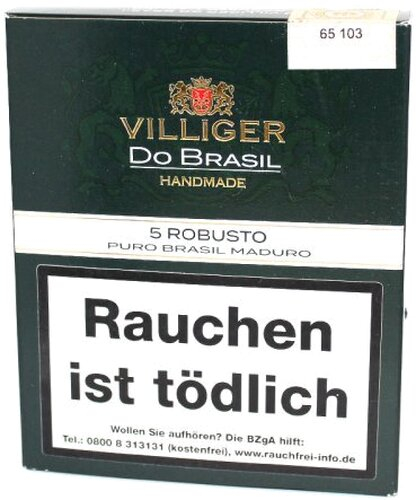 65 103
VILLIGER
DO BRASIL
HANDMADE
5 ROBUSTO
PURO BRASIL MADURO
Rauchen
ist tödlich
Wollen Sie aufhören? Die BZgA hilft:
Tel.: 0800 8 313131 (kostenfrei), www.rauchfrei-info.de